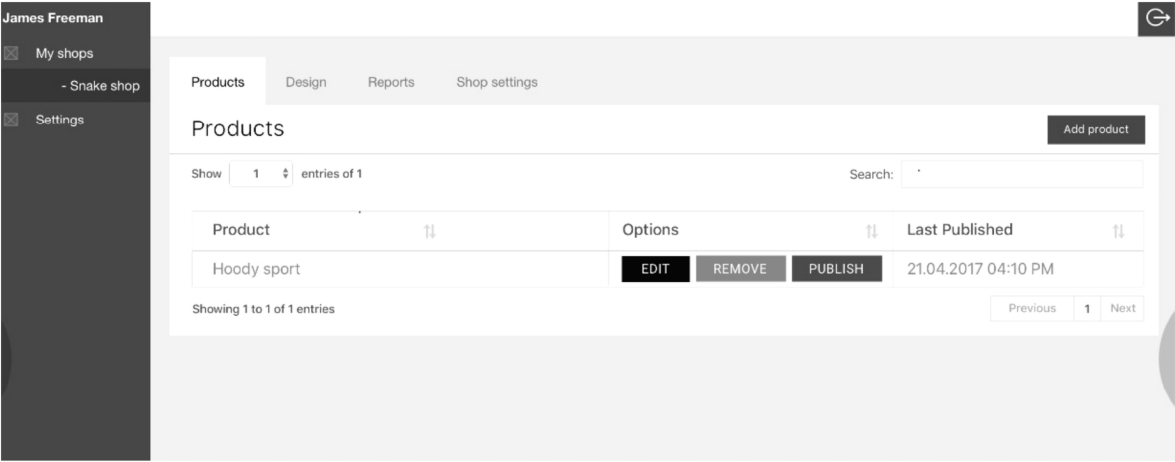 James Freeman
My shops
- Snake shop
Settings
Products Design Reports Shop settings
Products
Add product
Show 1 entries of 1
Search:
Product Options Last Published
Hoody sport EDIT REMOVE PUBLISH 21.04.2017 04:10 PM
Showing 1 to 1 of 1 entries
Previous 1 Next